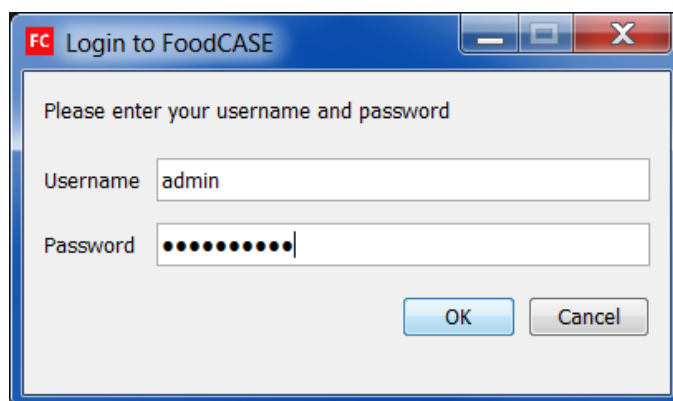 FC Login to FoodCASE
Please enter your username and password
Username admin
Password ●●●●●●●●●●
OK Cancel